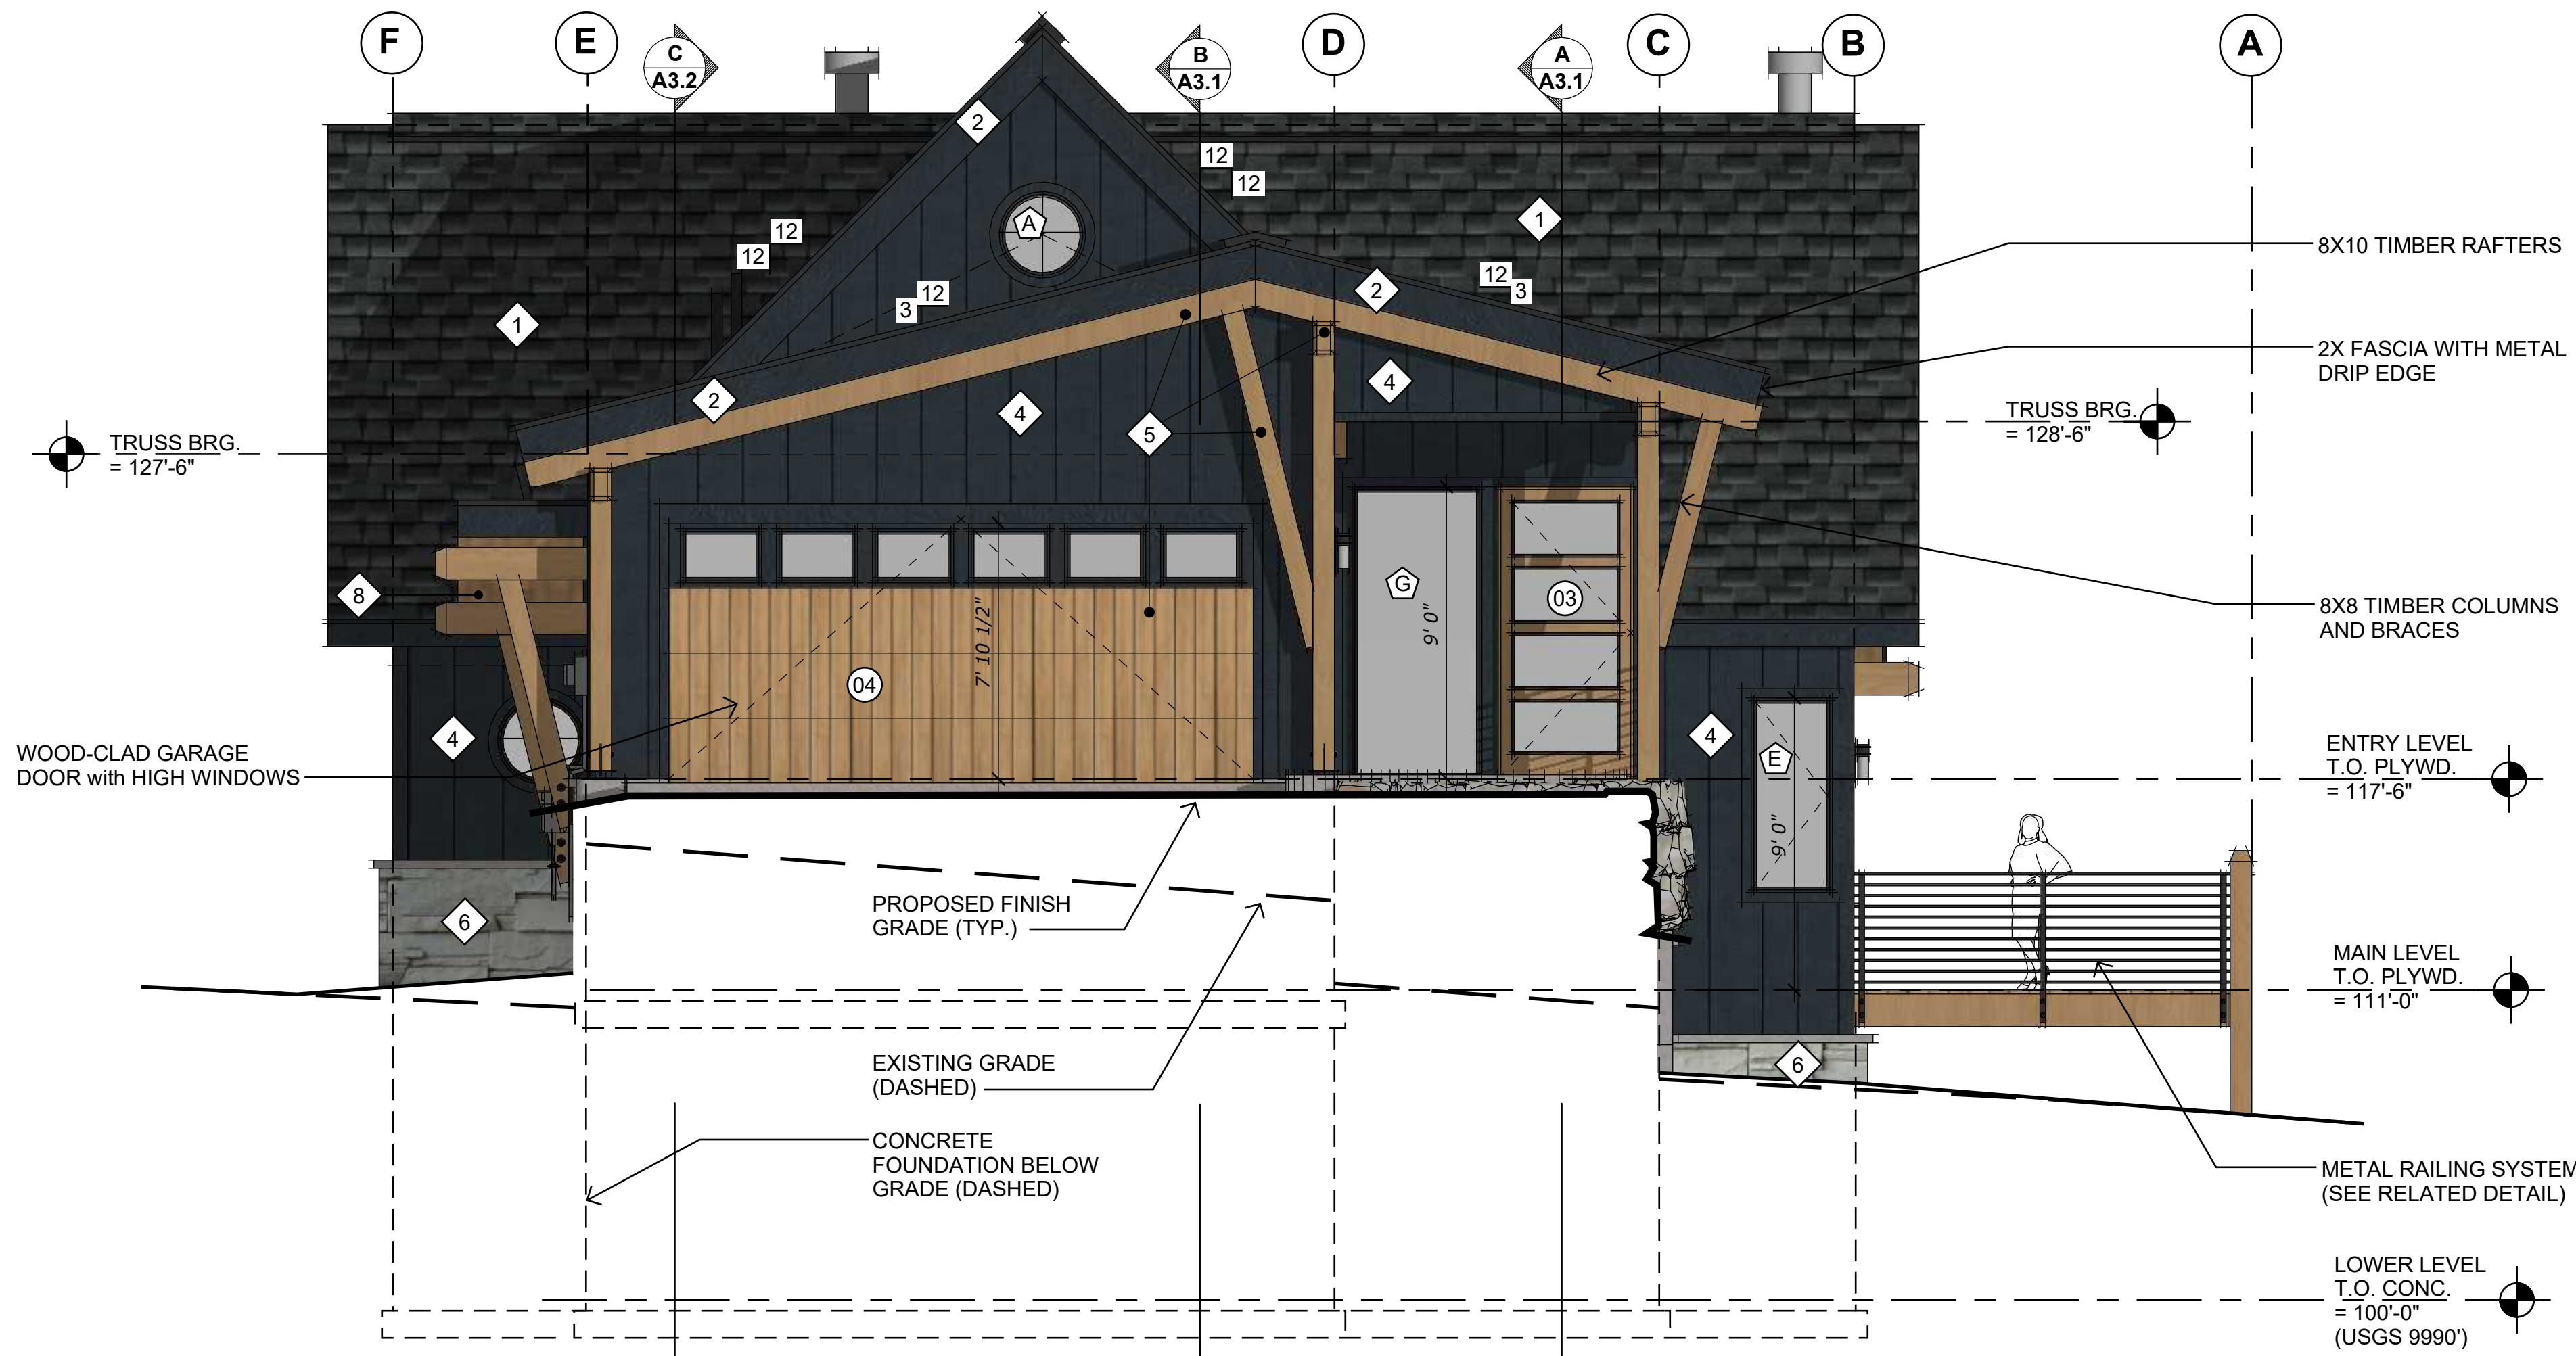 F
E
C
A3.2
B
A3.1
D
A
A3.1
C
B
A
2
12
12
A
1
12
12
8X10 TIMBER RAFTERS
12
3
3
12
2
1
2X FASCIA WITH METAL
DRIP EDGE
2
4
4
5
TRUSS BRG.
= 128'-6"
TRUSS BRG.
= 127'-6"
G
9' 0"
03
8
7' 10 1/2"
8X8 TIMBER COLUMNS
AND BRACES
04
4
4
WOOD-CLAD GARAGE
DOOR with HIGH WINDOWS
E
ENTRY LEVEL
T.O. PLYWD.
= 117'-6"
9' 0"
PROPOSED FINISH
GRADE (TYP.)
6
MAIN LEVEL
T.O. PLYWD.
= 111'-0"
EXISTING GRADE
(DASHED)
6
CONCRETE
FOUNDATION BELOW
GRADE (DASHED)
METAL RAILING SYSTEM
(SEE RELATED DETAIL)
LOWER LEVEL
T.O. CONC.
= 100'-0"
(USGS 9990')